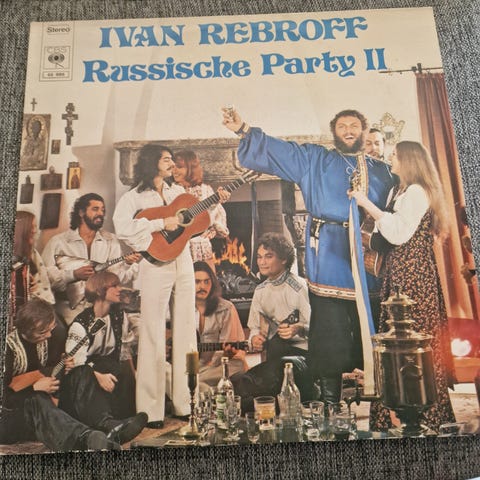 IVAN REBROFF
Russische Party II
Stereo
CBS